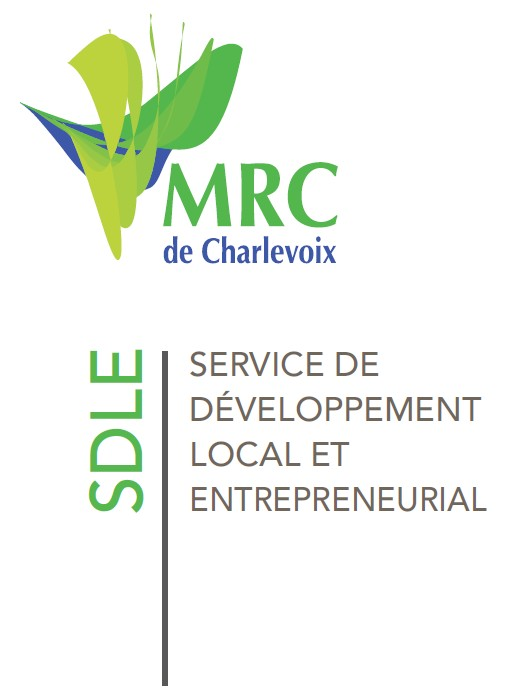 MRC
de Charlevoix
SDLE
SERVICE DE
DÉVELOPPEMENT
LOCAL ET
ENTREPRENEURIAL